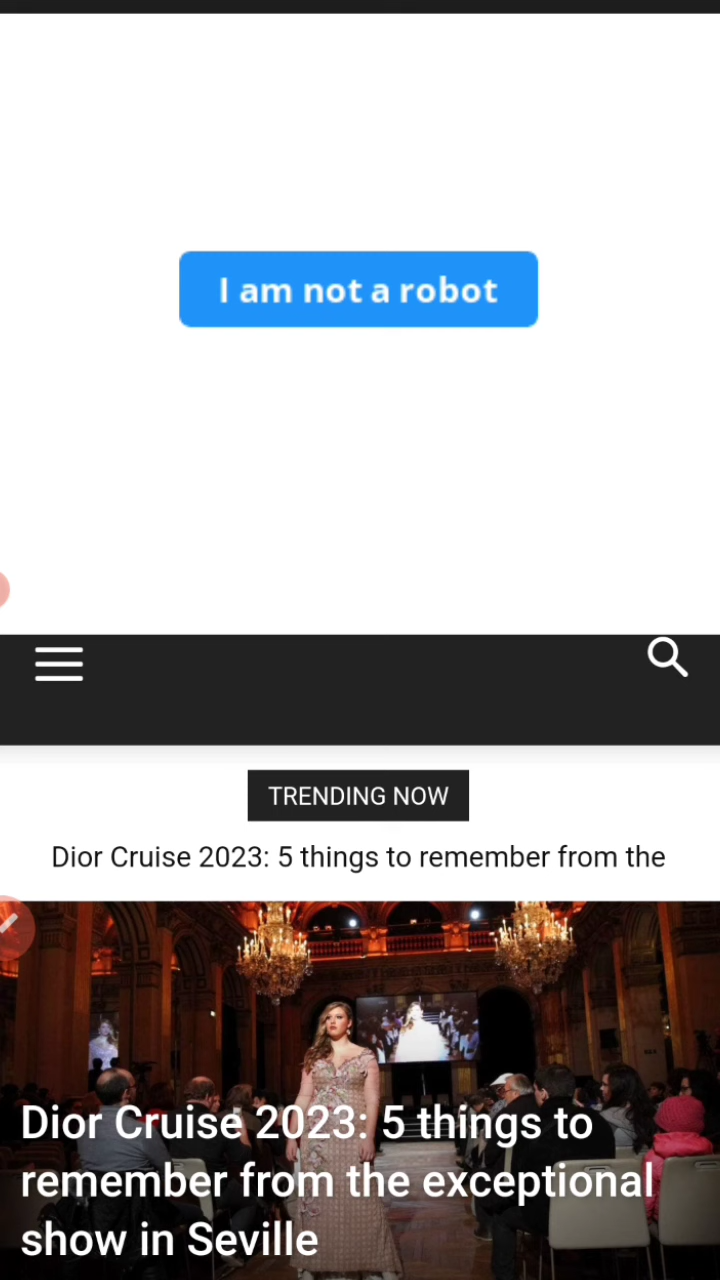 I am not a robot
TRENDING NOW
Dior Cruise 2023: 5 things to remember from the
Dior Cruise 2023: 5 things to
remember from the exceptional
show in Seville